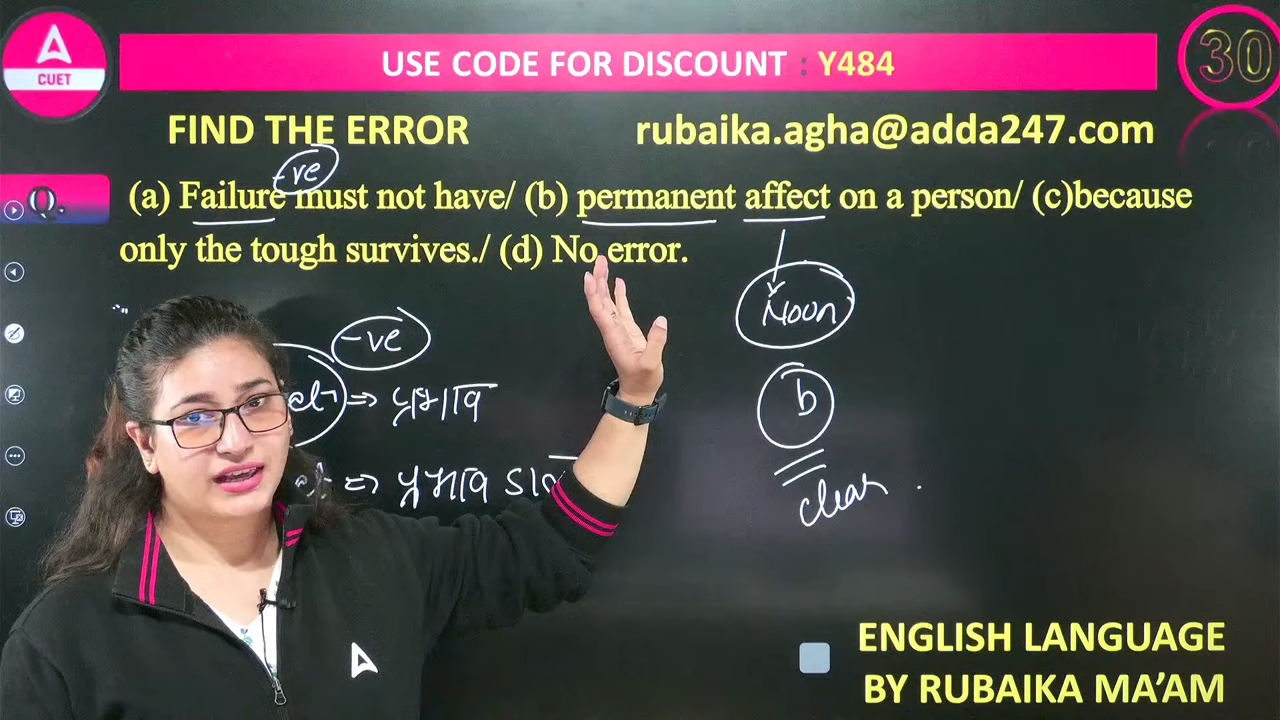 CUET
USE CODE FOR DISCOUNT : Y484
30
FIND THE ERROR
rubaika.agha@adda247.com
-ve
Q.
(a) Failure must not have/ (b) permanent affect on a person/ (c)because
only the tough survives./ (d) No error.
Noun
-ve
⇒ प्रभाव
b
⇒ प्रभाव
clear.
ENGLISH LANGUAGE
BY RUBAIKA MA’AM